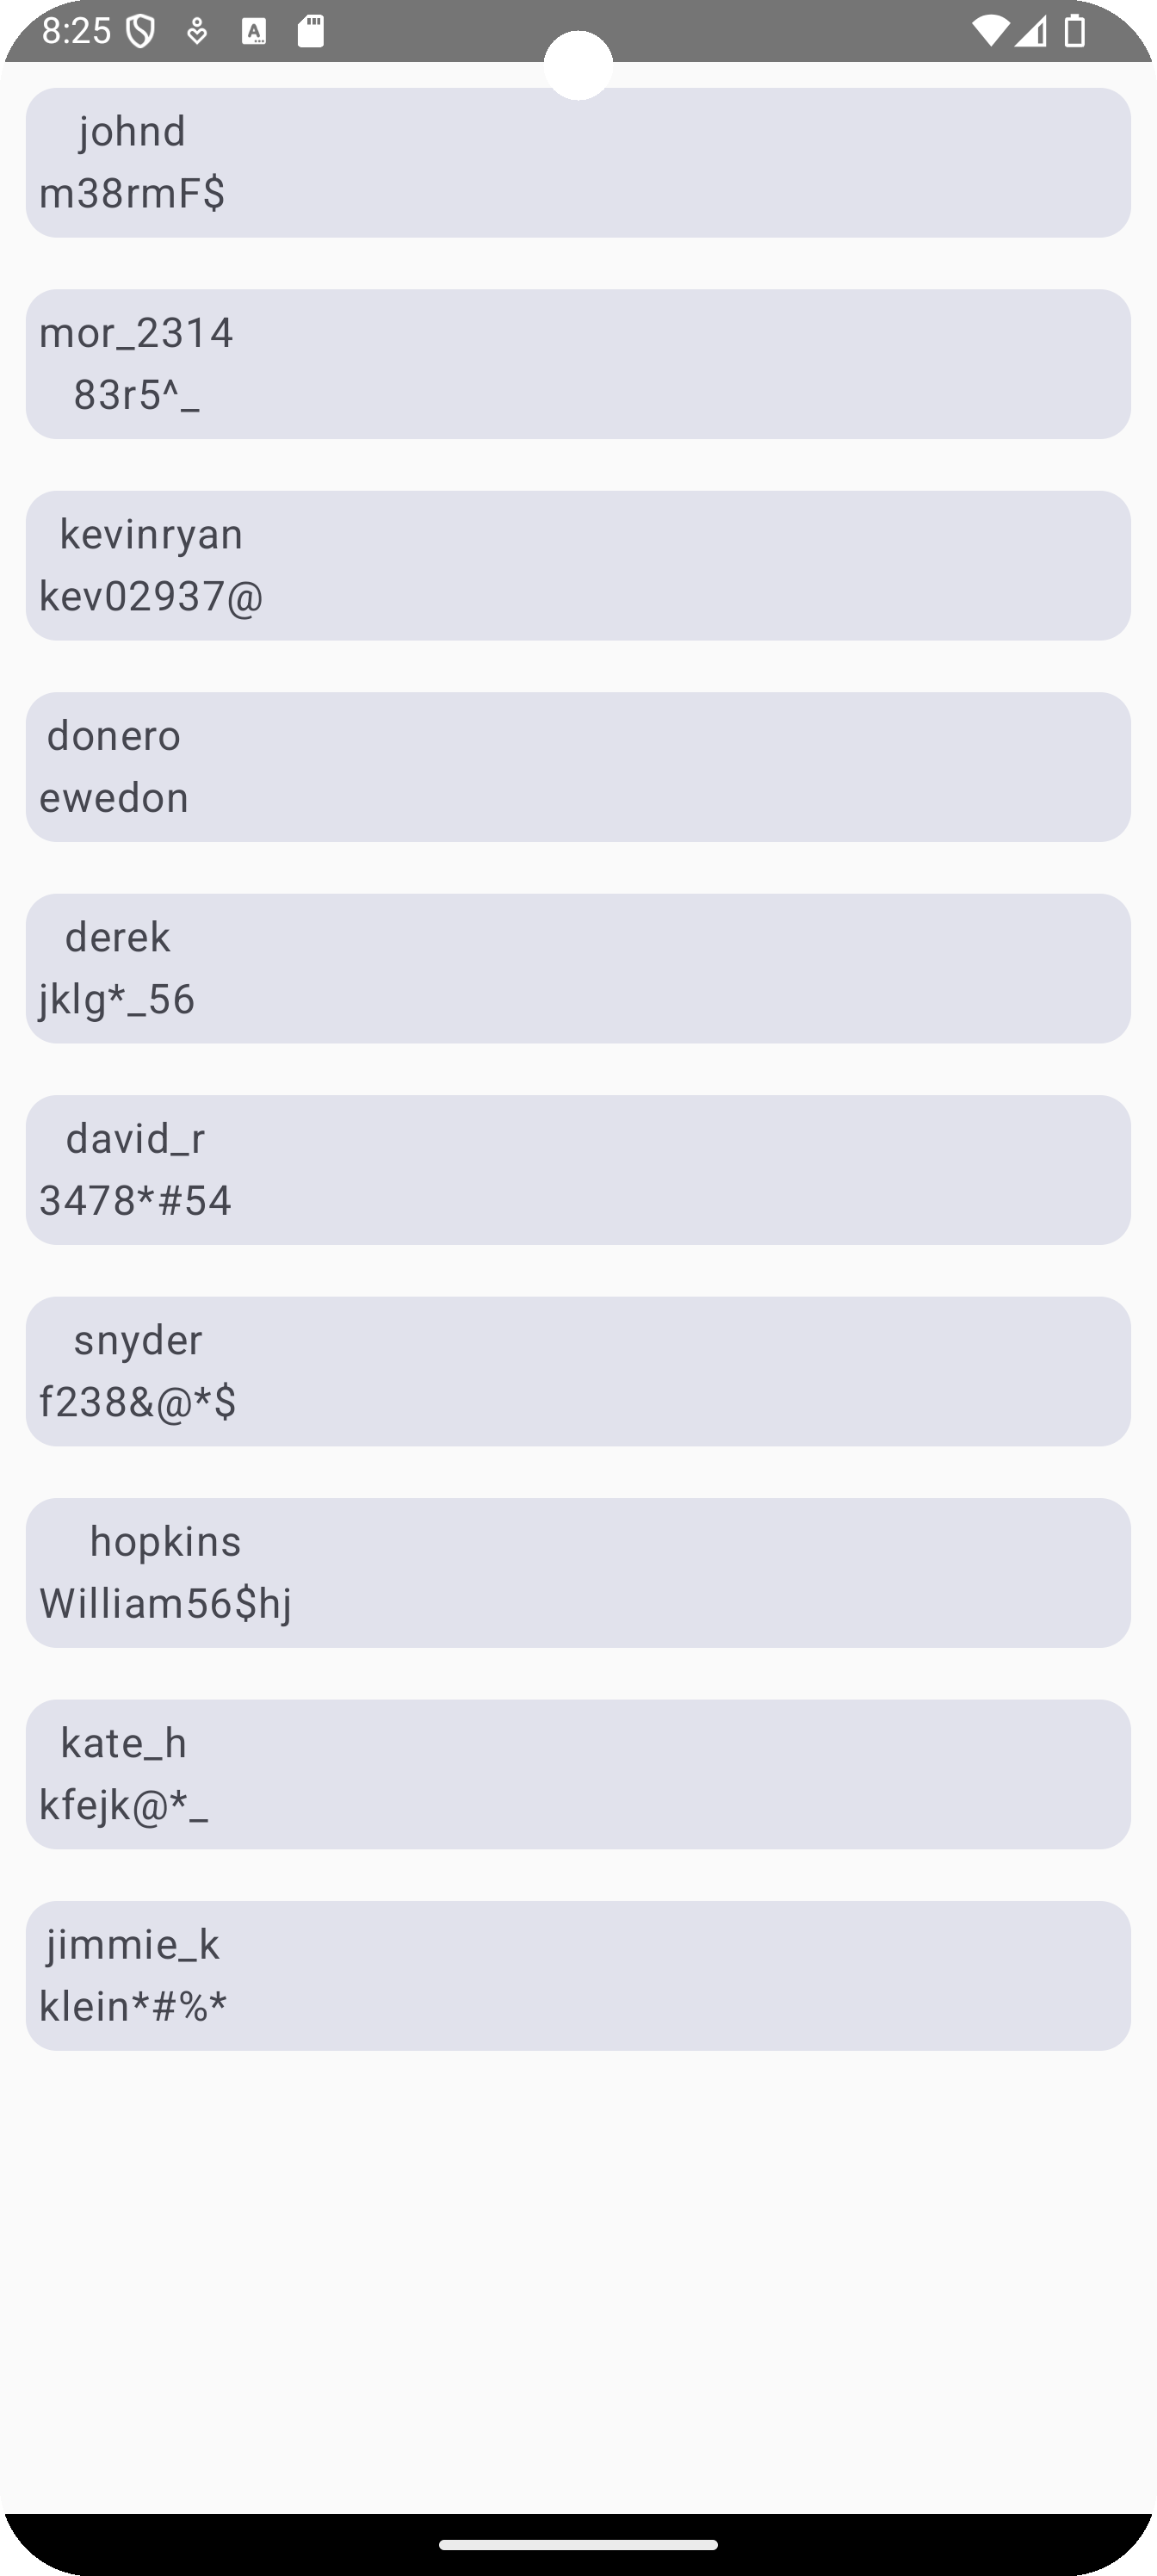 8:25
johnd
m38rmF$
mor_2314
83r5^_
kevinryan
kev02937@
donero
ewedon
derek
jklg*_56
david_r
3478*#54
snyder
f238&@*$
hopkins
William56$hj
kate_h
kfejk@*_
jimmie_k
klein*#%*